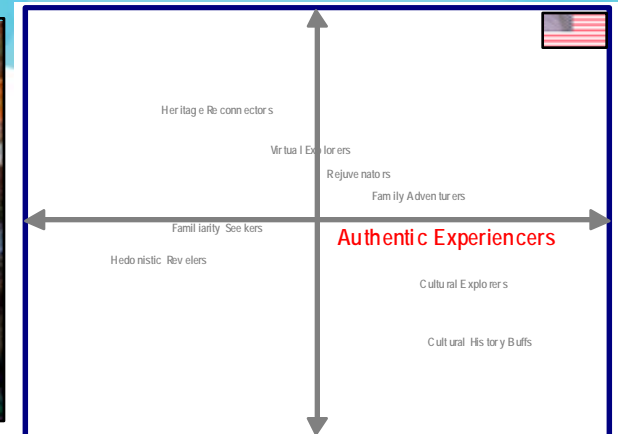 Heritage Reconnectors
Virtual Explorers
Rejuvenators
Family Adventurers
Familiarity Seekers
Authentic Experiencers
Hedonistic Revelers
Cultural Explorers
Cultural History Buffs